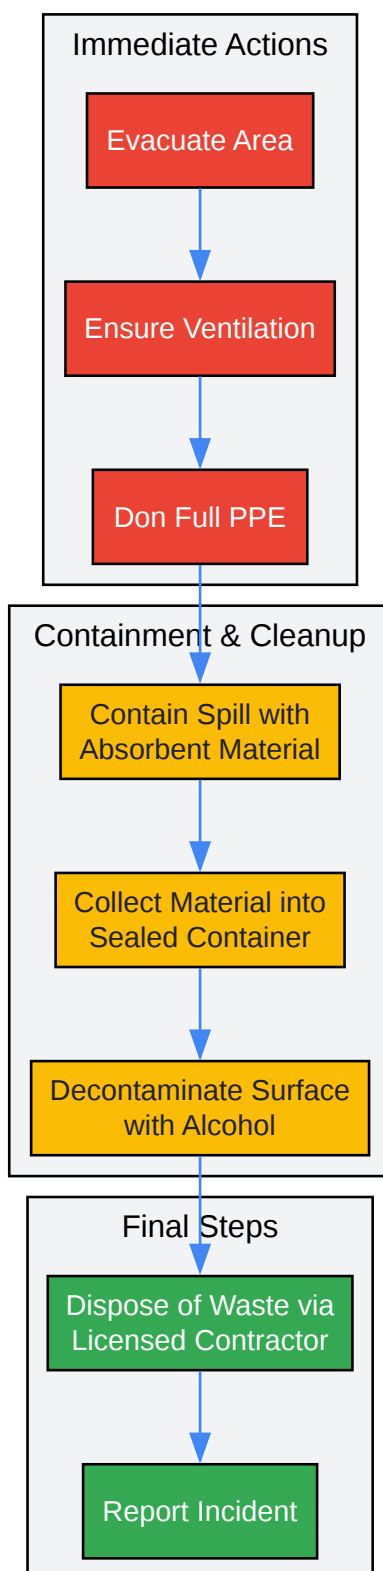 Immediate Actions
Evacuate Area
Ensure Ventilation
Don Full PPE
Containment & Cleanup
Contain Spill with
Absorbent Material
Collect Material into
Sealed Container
Decontaminate Surface
with Alcohol
Final Steps
Dispose of Waste via
Licensed Contractor
Report Incident